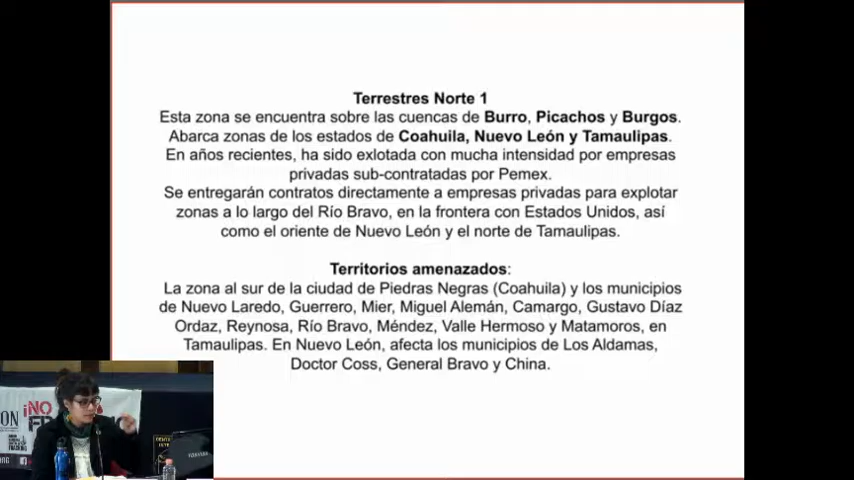 Terrestres Norte 1
Esta zona se encuentra sobre las cuencas de Burro, Picachos y Burgos.
Abarca zonas de los estados de Coahuila, Nuevo León y Tamaulipas.
En años recientes, ha sido exlotada con mucha intensidad por empresas
privadas sub-contratadas por Pemex.
Se entregarán contratos directamente a empresas privadas para explotar
zonas a lo largo del Río Bravo, en la frontera con Estados Unidos, así
como el oriente de Nuevo León y el norte de Tamaulipas.
Territorios amenazados:
La zona al sur de la ciudad de Piedras Negras (Coahuila) y los municipios
de Nuevo Laredo, Guerrero, Mier, Miguel Alemán, Camargo, Gustavo Díaz
Ordaz, Reynosa, Río Bravo, Méndez, Valle Hermoso y Matamoros, en
Tamaulipas. En Nuevo León, afecta los municipios de Los Aldamas,
Doctor Coss, General Bravo y China.
¡NO
TOSHIBA